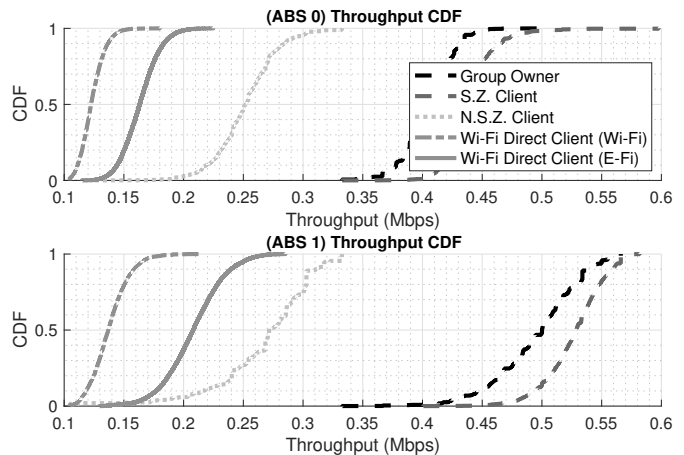 (ABS 0) Throughput CDF
1
0.5
0
CDF
Group Owner
S.Z. Client
N.S.Z. Client
Wi-Fi Direct Client (Wi-Fi)
Wi-Fi Direct Client (E-Fi)
0.1 0.15 0.2 0.25 0.3 0.35 0.4 0.45 0.5 0.55 0.6
Throughput (Mbps)
(ABS 1) Throughput CDF
1
0.5
0
CDF
0.1 0.15 0.2 0.25 0.3 0.35 0.4 0.45 0.5 0.55 0.6
Throughput (Mbps)